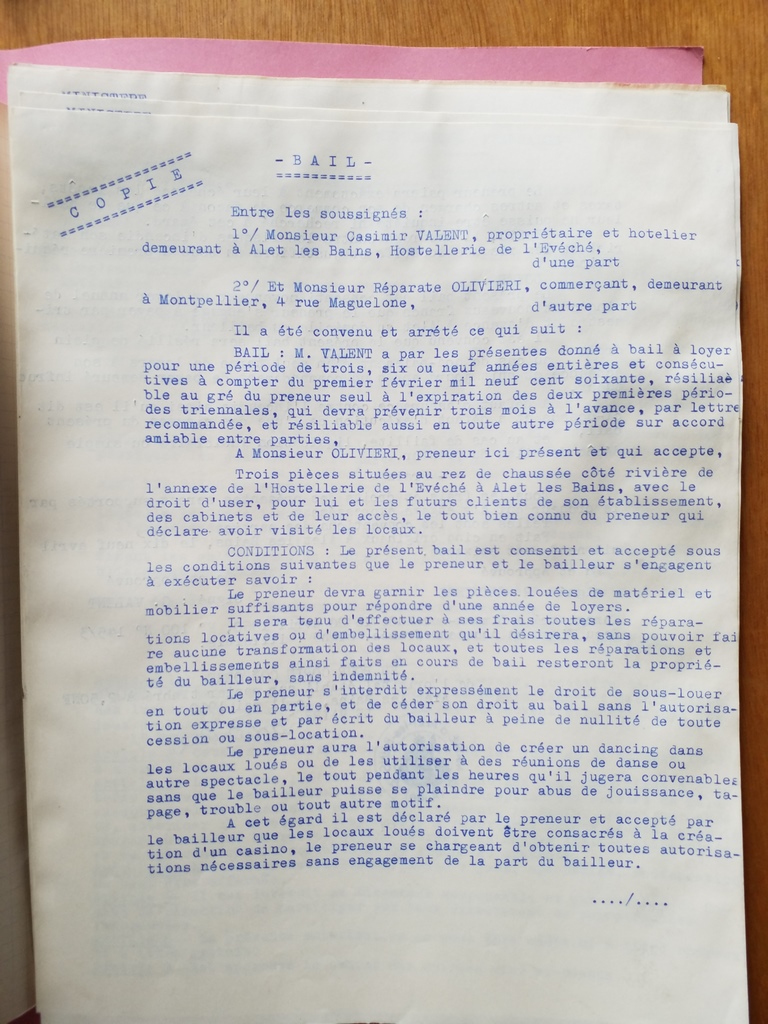 - B A I L -
===========
C O P I E
Entre les soussignés :
1°/ Monsieur Casimir VALENT, propriétaire et hotelier
demeurant à Alet les Bains, Hostellerie de l'Evéché,
d'une part
2°/ Et Monsieur Réparate OLIVIERI, commerçant, demeurant
à Montpellier, 4 rue Maguelone,
d'autre part
Il a été convenu et arrété ce qui suit :
BAIL : M. VALENT a par les présentes donné à bail à loyer
pour une période de trois, six ou neuf années entières et consécu-
tives à compter du premier février mil neuf cent soixante, résilia
ble au gré du preneur seul à l'expiration des deux premières pério-
des triennales, qui devra prévenir trois mois à l'avance, par lettre
recommandée, et résiliable aussi en toute autre période sur accord
amiable entre parties,
A Monsieur OLIVIERI, preneur ici présent et qui accepte,
Trois pièces situées au rez de chaussée côté rivière de
l'annexe de l'Hostellerie de l'Evéché à Alet les Bains, avec le
droit d'user, pour lui et les futurs clients de son établissement,
des cabinets et de leur accès, le tout bien connu du preneur qui
déclare avoir visité les locaux.
CONDITIONS : Le présent bail est consenti et accepté sous
les conditions suivantes que le preneur et le bailleur s'engagent
à exécuter savoir :
Le preneur devra garnir les pièces louées de matériel et
mobilier suffisants pour répondre d'une année de loyers.
Il sera tenu d'effectuer à ses frais toutes les répara-
tions locatives ou d'embellissement qu'il désirera, sans pouvoir fai
re aucune transformation des locaux, et toutes les réparations et
embellissements ainsi faits en cours de bail resteront la proprié-
té du bailleur, sans indemnité.
Le preneur s'interdit expressément le droit de sous-louer
en tout ou en partie, et de céder son droit au bail sans l'autorisa-
tion expresse et par écrit du bailleur à peine de nullité de toute
cession ou sous-location.
Le preneur aura l'autorisation de créer un dancing dans
les locaux loués ou de les utiliser à des réunions de danse ou
autre spectacle, le tout pendant les heures qu'il jugera convenables
sans que le bailleur puisse se plaindre pour abus de jouissance, ta-
page, trouble ou tout autre motif.
A cet égard il est déclaré par le preneur et accepté par
le bailleur que les locaux loués doivent être consacrés à la créa-
tion d'un casino, le preneur se chargeant d'obtenir toutes autorisa-
tions nécessaires sans engagement de la part du bailleur.
..../....